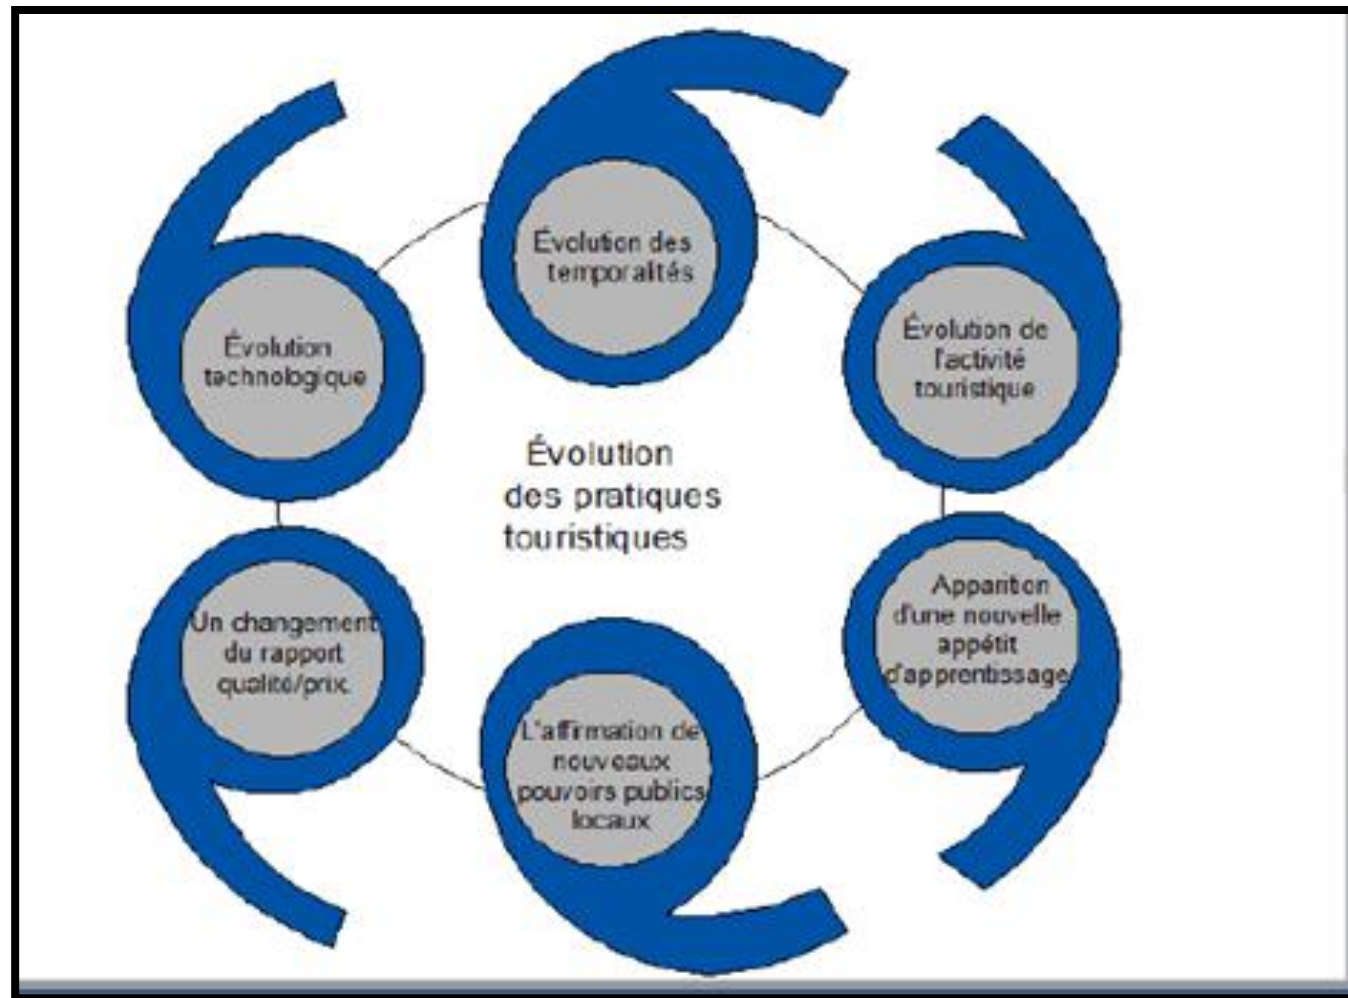 Évolution des
temporalités
Évolution
technologique
Évolution de
l'activité
touristique
Évolution
des pratiques
touristiques
Un changement
du rapport
qualité/prix.
L'affirmation de
nouveaux
pouvoirs publics
locaux
Apparition
d'une nouvelle
appétit
d'apprentissage